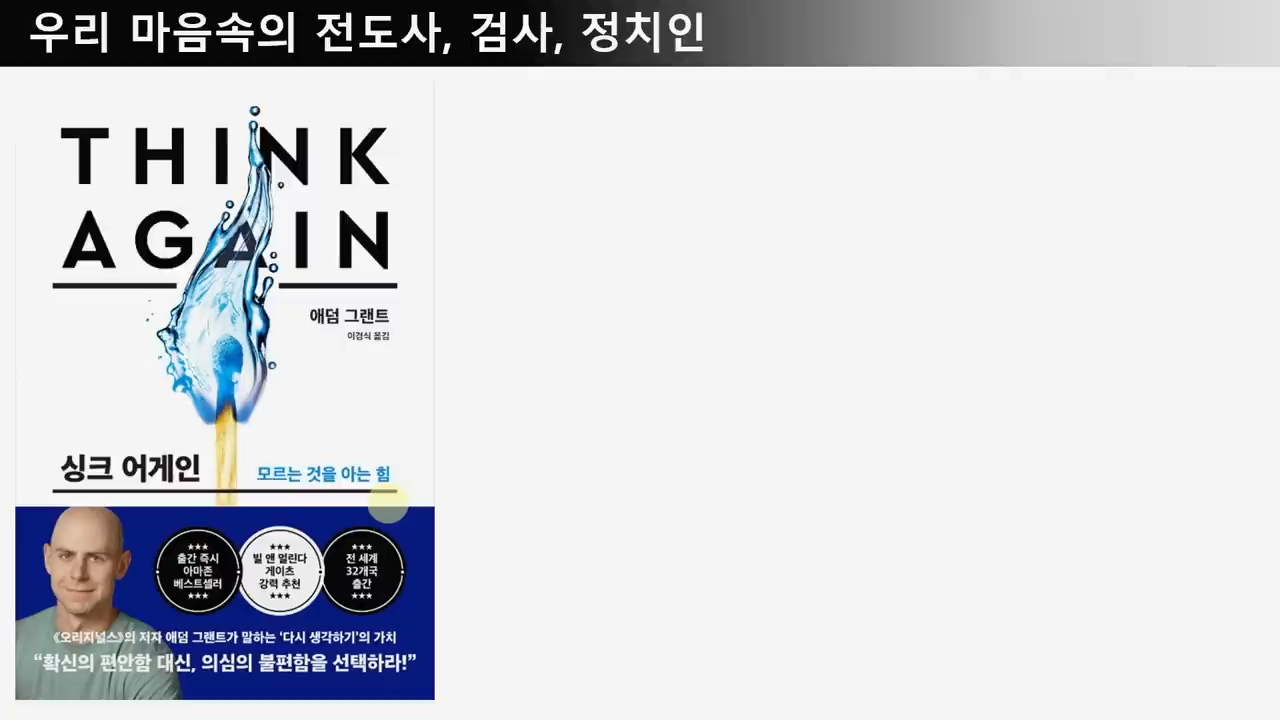 우리 마음속의 전도사, 검사, 정치인
THINK
AGAIN
애덤 그랜트
이경식 옮김
싱크 어게인
모르는 것을 아는 힘
★★★
출간 즉시
아마존
베스트셀러
★★★
★★★
빌 앤 멀린다
게이츠
강력 추천
★★★
★★★
전 세계
32개국
출간
★★★
《오리지널스》의 저자 애덤 그랜트가 말하는 ‘다시 생각하기’의 가치
“확신의 편안함 대신, 의심의 불편함을 선택하라!”